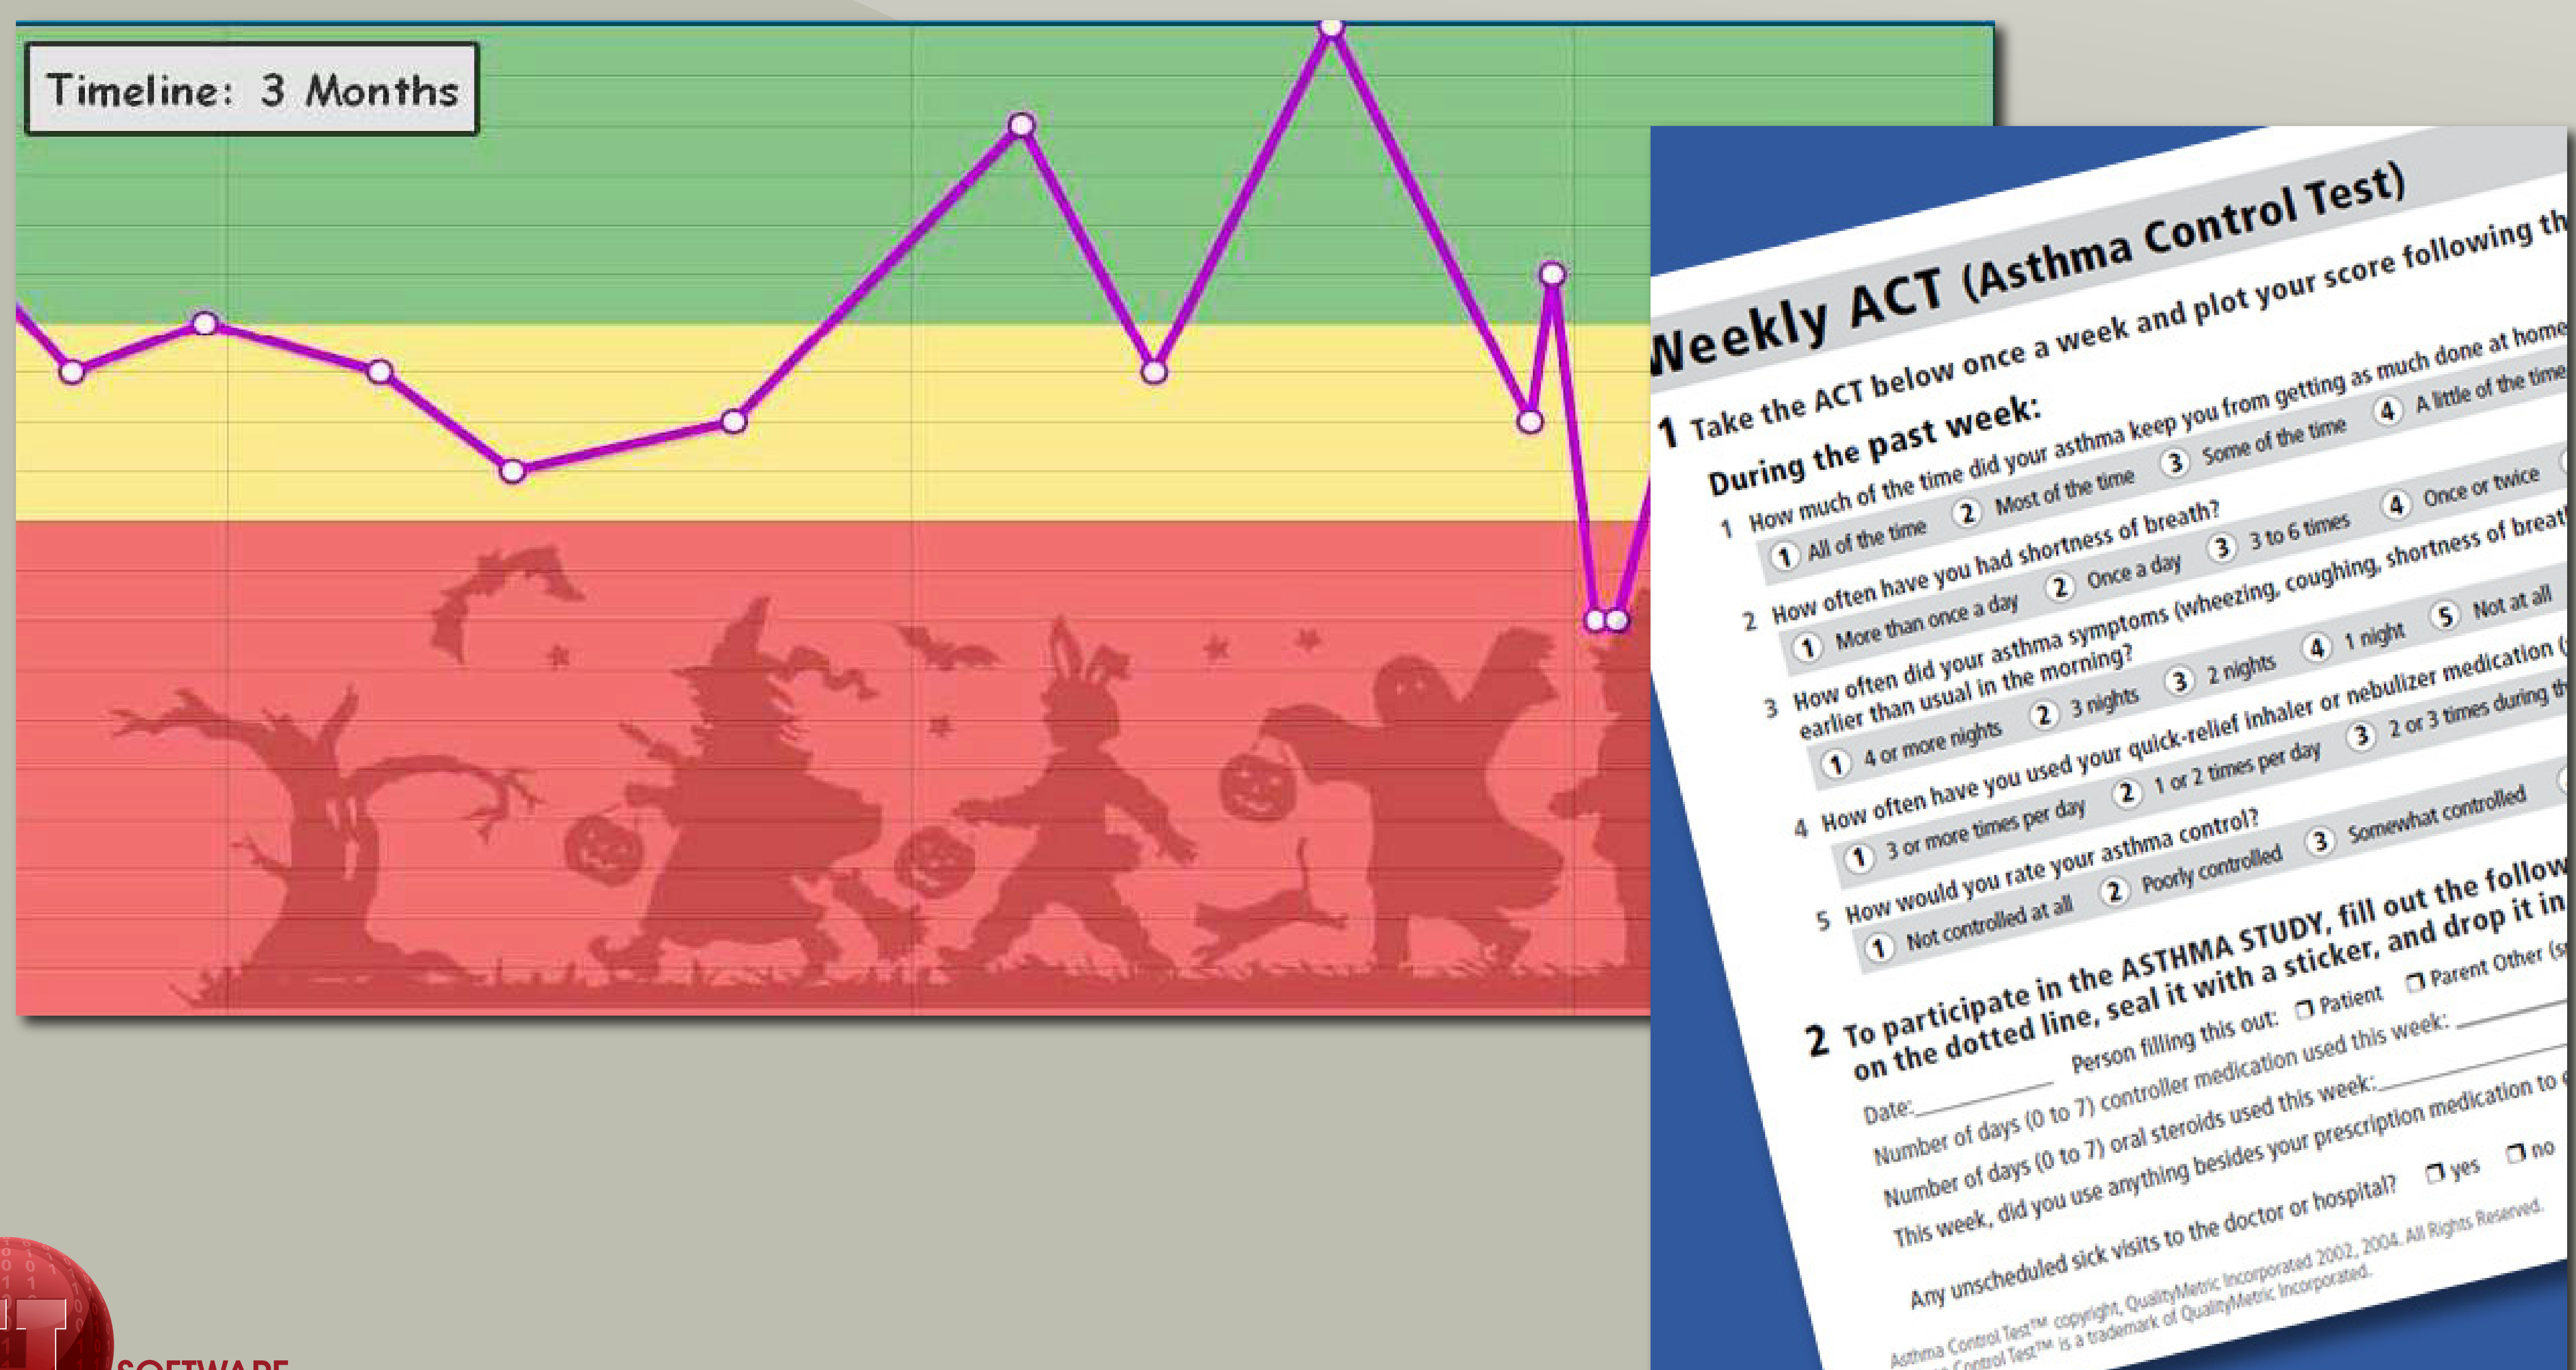 Timeline: 3 Months
Weekly ACT (Asthma Control Test)
1 Take the ACT below once a week and plot your score following
During the past week:
1 How much of the time did your asthma keep you from getting as much done at home
1 All of the time 2 Most of the time 3 Some of the time 4 A little of the time
2 How often have you had shortness of breath?
1 More than once a day 2 Once a day 3 3 to 6 times 4 Once or twice
3 How often did your asthma symptoms (wheezing, coughing, shortness of
earlier than usual in the morning?
1 4 or more nights 2 3 nights 3 2 nights 4 1 night 5 Not at all
4 How often have you used your quick-relief inhaler or nebulizer medication
1 3 or more times per day 2 1 or 2 times per day 3 2 or 3 times during
5 How would you rate your asthma control?
1 Not controlled at all 2 Poorly controlled 3 Somewhat controlled
2 To participate in the ASTHMA STUDY, fill out the
on the dotted line, seal it with a sticker, and drop it in
Date: Person filling this out: Patient Parent Other
Number of days (0 to 7) controller medication used this week:
Number of days (0 to 7) oral steroids used this week:
This week, did you use anything besides your prescription medication to
Any unscheduled sick visits to the doctor or hospital? yes no
Asthma Control Test™ copyright, QualityMetric Incorporated 2002, 2004. All Rights Reserved.
Control Test™ is a trademark of QualityMetric Incorporated.
SOFTWARE